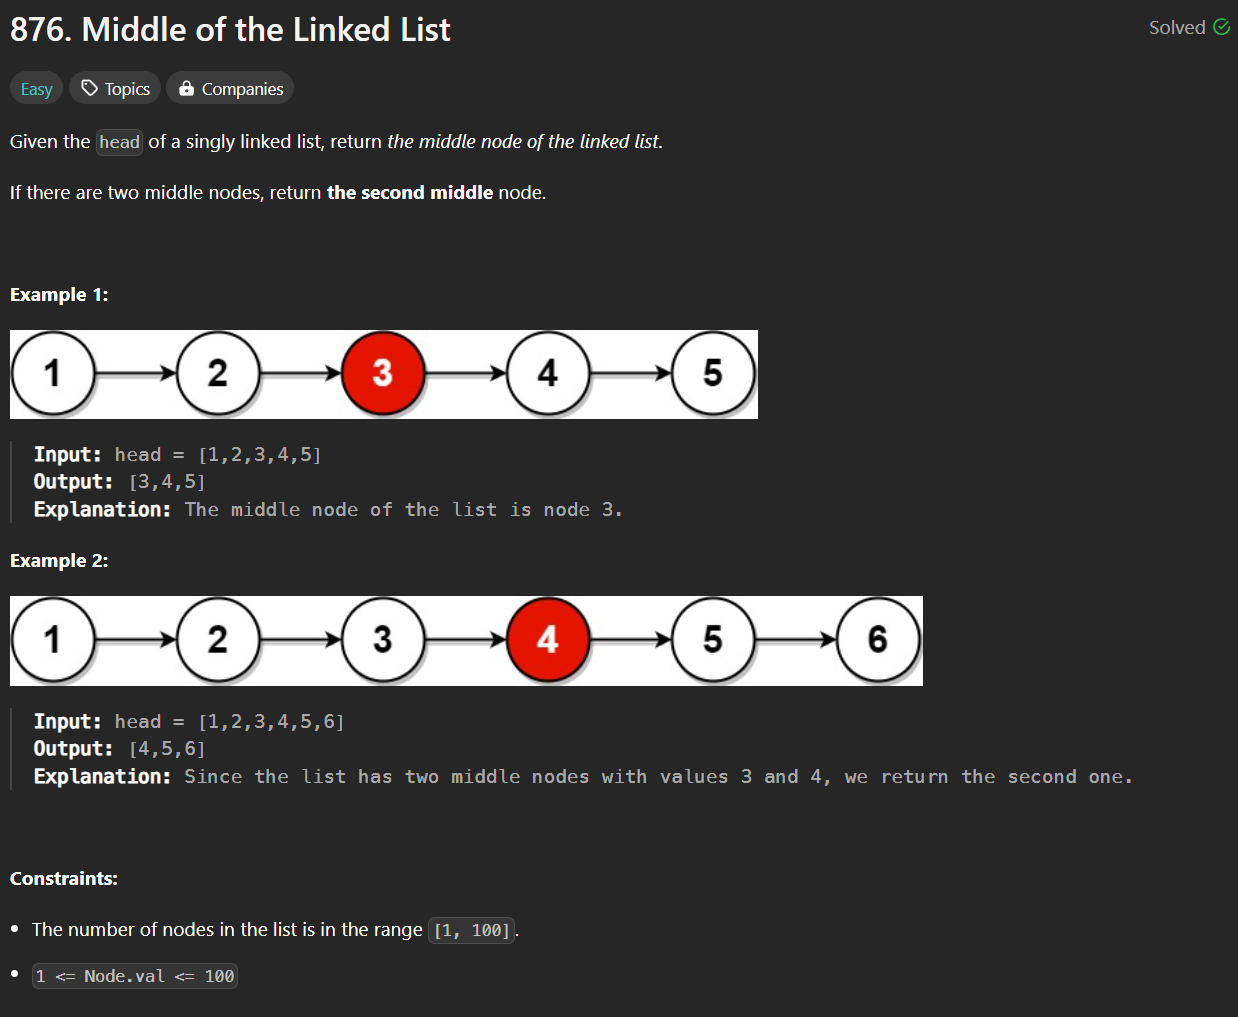 876. Middle of the Linked List
Solved
Easy
Topics
Companies
Given the head of a singly linked list, return the middle node of the linked list.
If there are two middle nodes, return the second middle node.
Example 1:
1 2 3 4 5
Input: head = [1,2,3,4,5]
Output: [3,4,5]
Explanation: The middle node of the list is node 3.
Example 2:
1 2 3 4 5 6
Input: head = [1,2,3,4,5,6]
Output: [4,5,6]
Explanation: Since the list has two middle nodes with values 3 and 4, we return the second one.
Constraints:
• The number of nodes in the list is in the range [1, 100].
• 1 <= Node.val <= 100